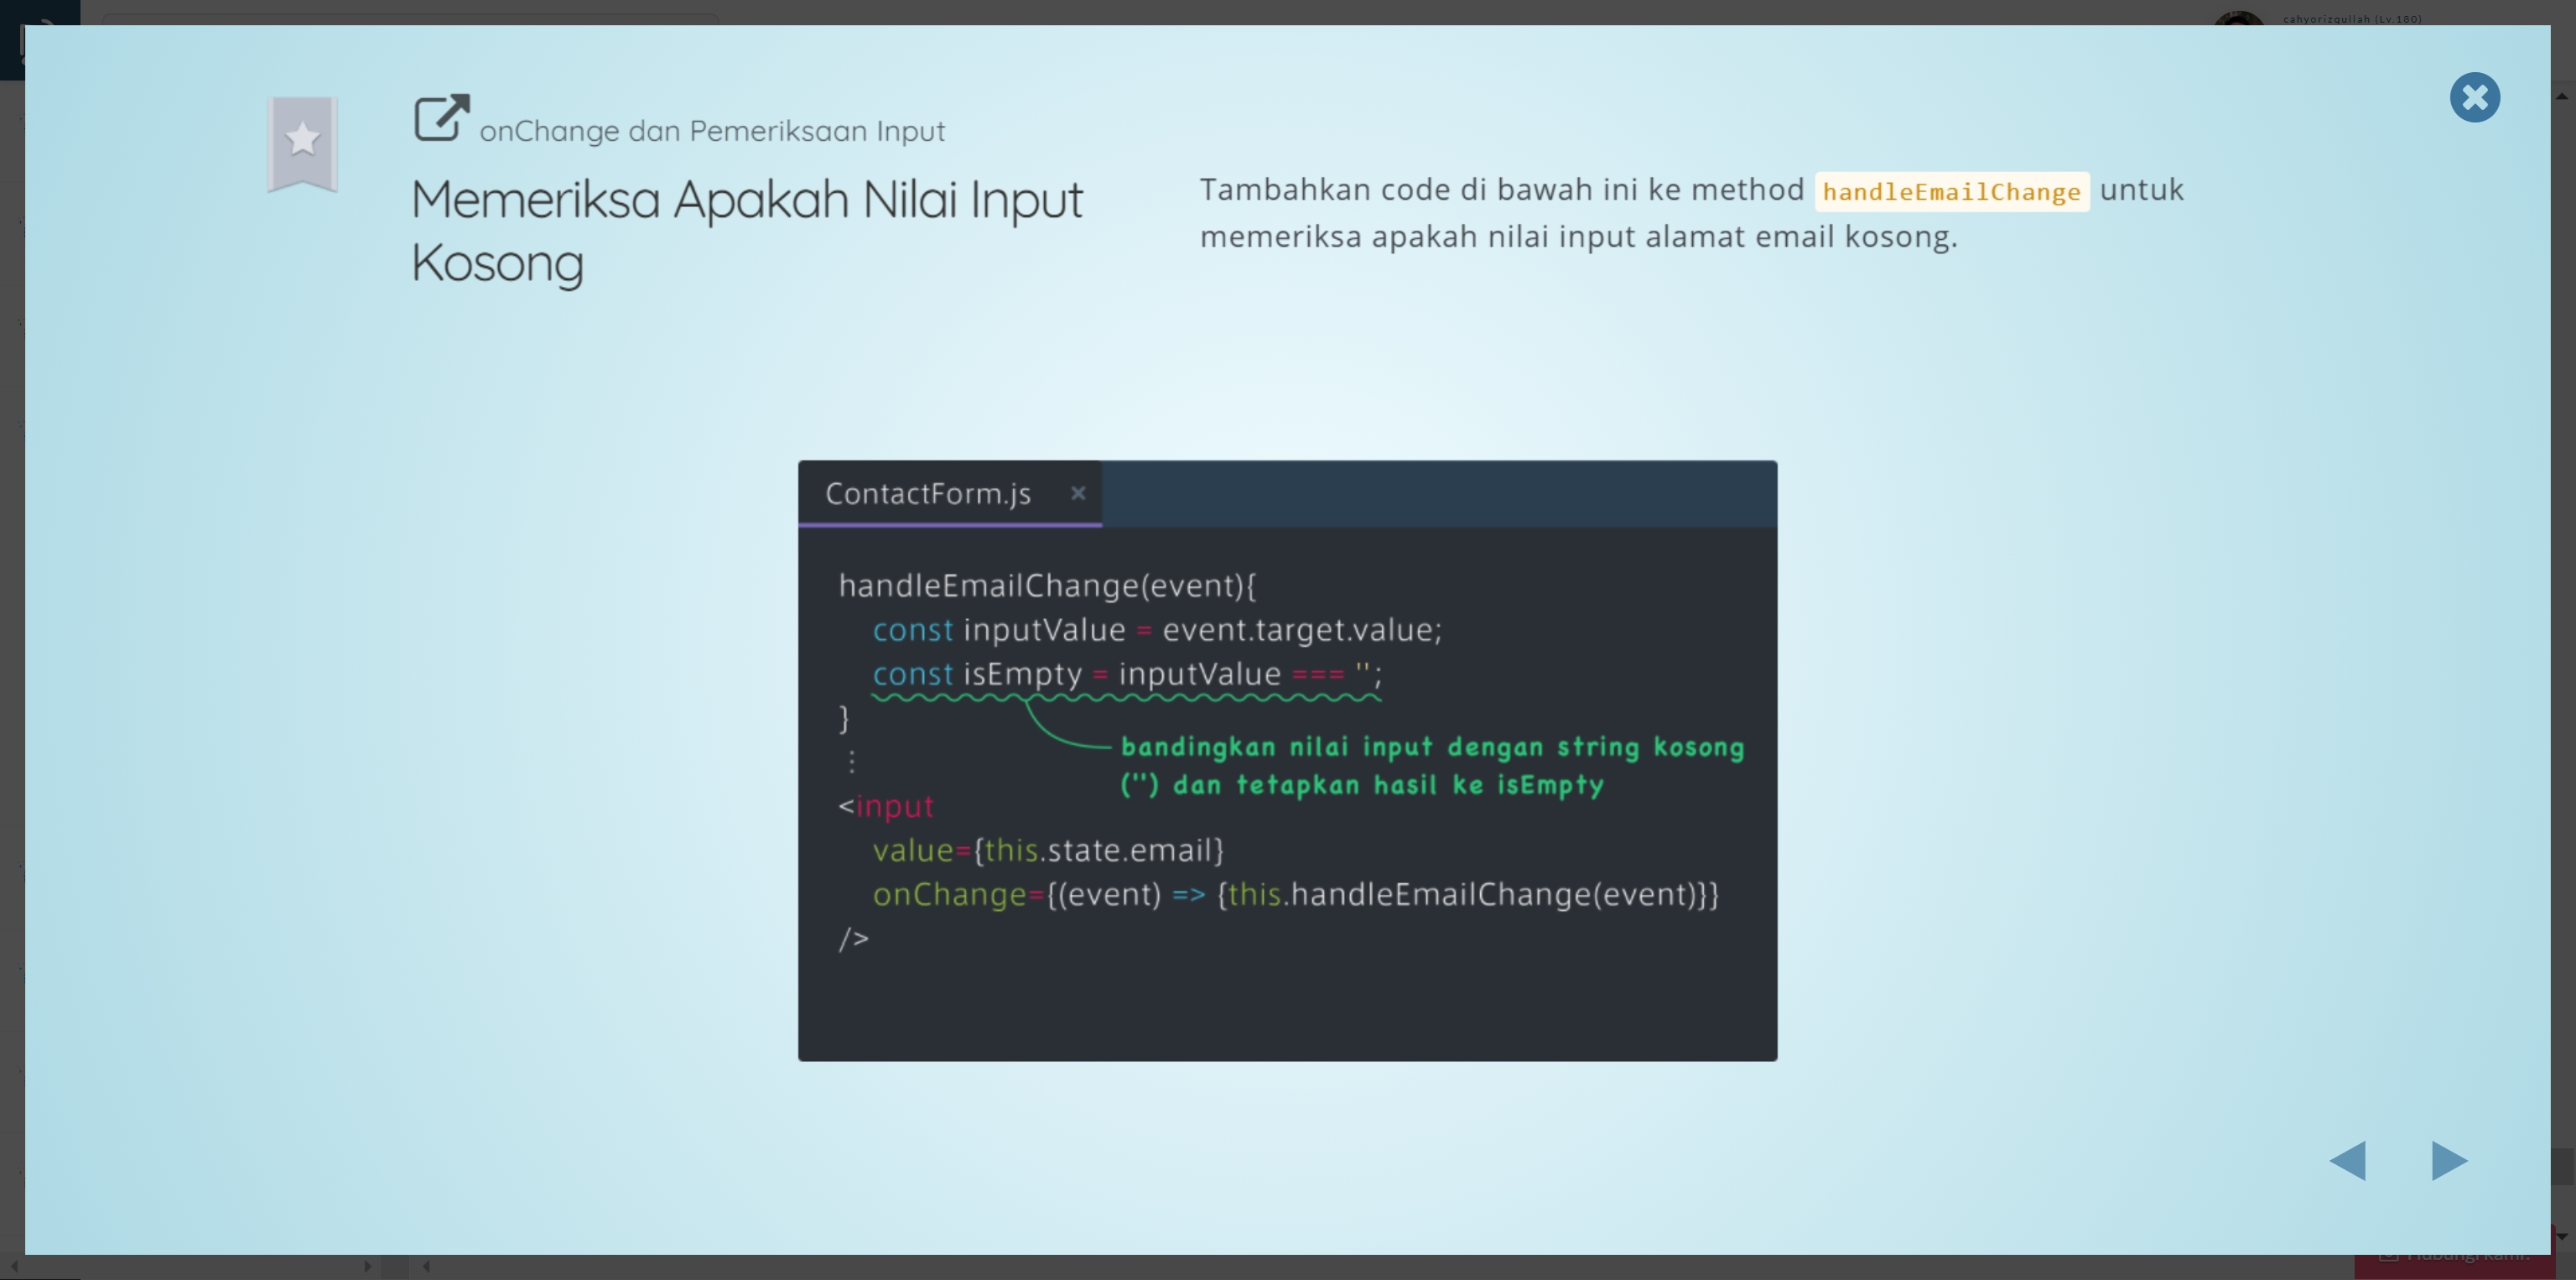 cahyorizqullah (Lv.180)
onChange dan Pemeriksaan Input
Memeriksa Apakah Nilai Input
Kosong
Tambahkan code di bawah ini ke method handleEmailChange untuk
memeriksa apakah nilai input alamat email kosong.
ContactForm.js ×
handleEmailChange(event){
const inputValue = event.target.value;
const isEmpty = inputValue === '';
}
⋮
bandingkan nilai input dengan string kosong
('') dan tetapkan hasil ke isEmpty
<input
value={this.state.email}
onChange={(event) => {this.handleEmailChange(event)}}
/>
Hubungi kami